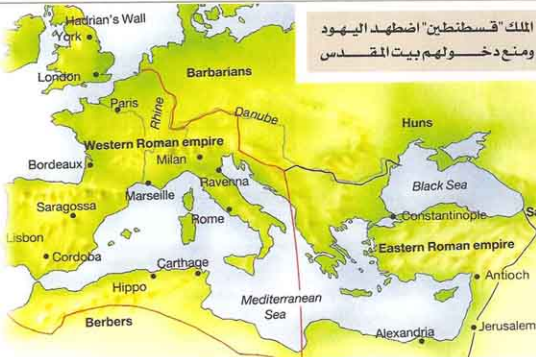 الملك "قسطنطين" اضطهد اليهود
ومنع دخولهم بيت المقدس
Hadrian's Wall
York
London
Barbarians
Paris
Rhine
Danube
Huns
Western Roman empire
Milan
Bordeaux
Ravenna
Black Sea
Marseille
Saragossa
Rome
Constantinople
Lisbon
Eastern Roman empire
Cordoba
Carthage
Antioch
Hippo
Mediterranean
Sea
Berbers
Alexandria
Jerusalem